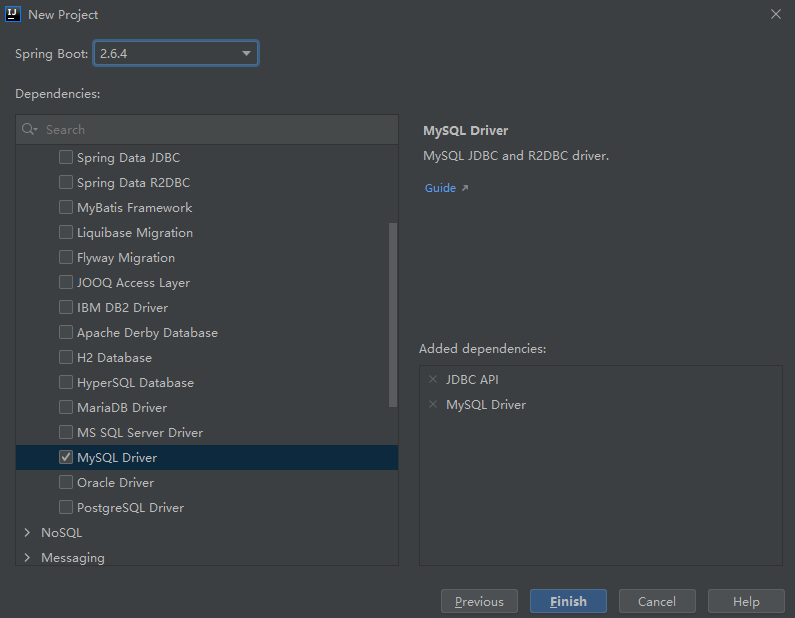 IJ New Project
Spring Boot: 2.6.4
Dependencies:
Search
Spring Data JDBC
Spring Data R2DBC
MyBatis Framework
Liquibase Migration
Flyway Migration
JOOQ Access Layer
IBM DB2 Driver
Apache Derby Database
H2 Database
HyperSQL Database
MariaDB Driver
MS SQL Server Driver
MySQL Driver
Oracle Driver
PostgreSQL Driver
NoSQL
Messaging
MySQL Driver
MySQL JDBC and R2DBC driver.
Guide
Added dependencies:
JDBC API
MySQL Driver
Previous Finish Cancel Help